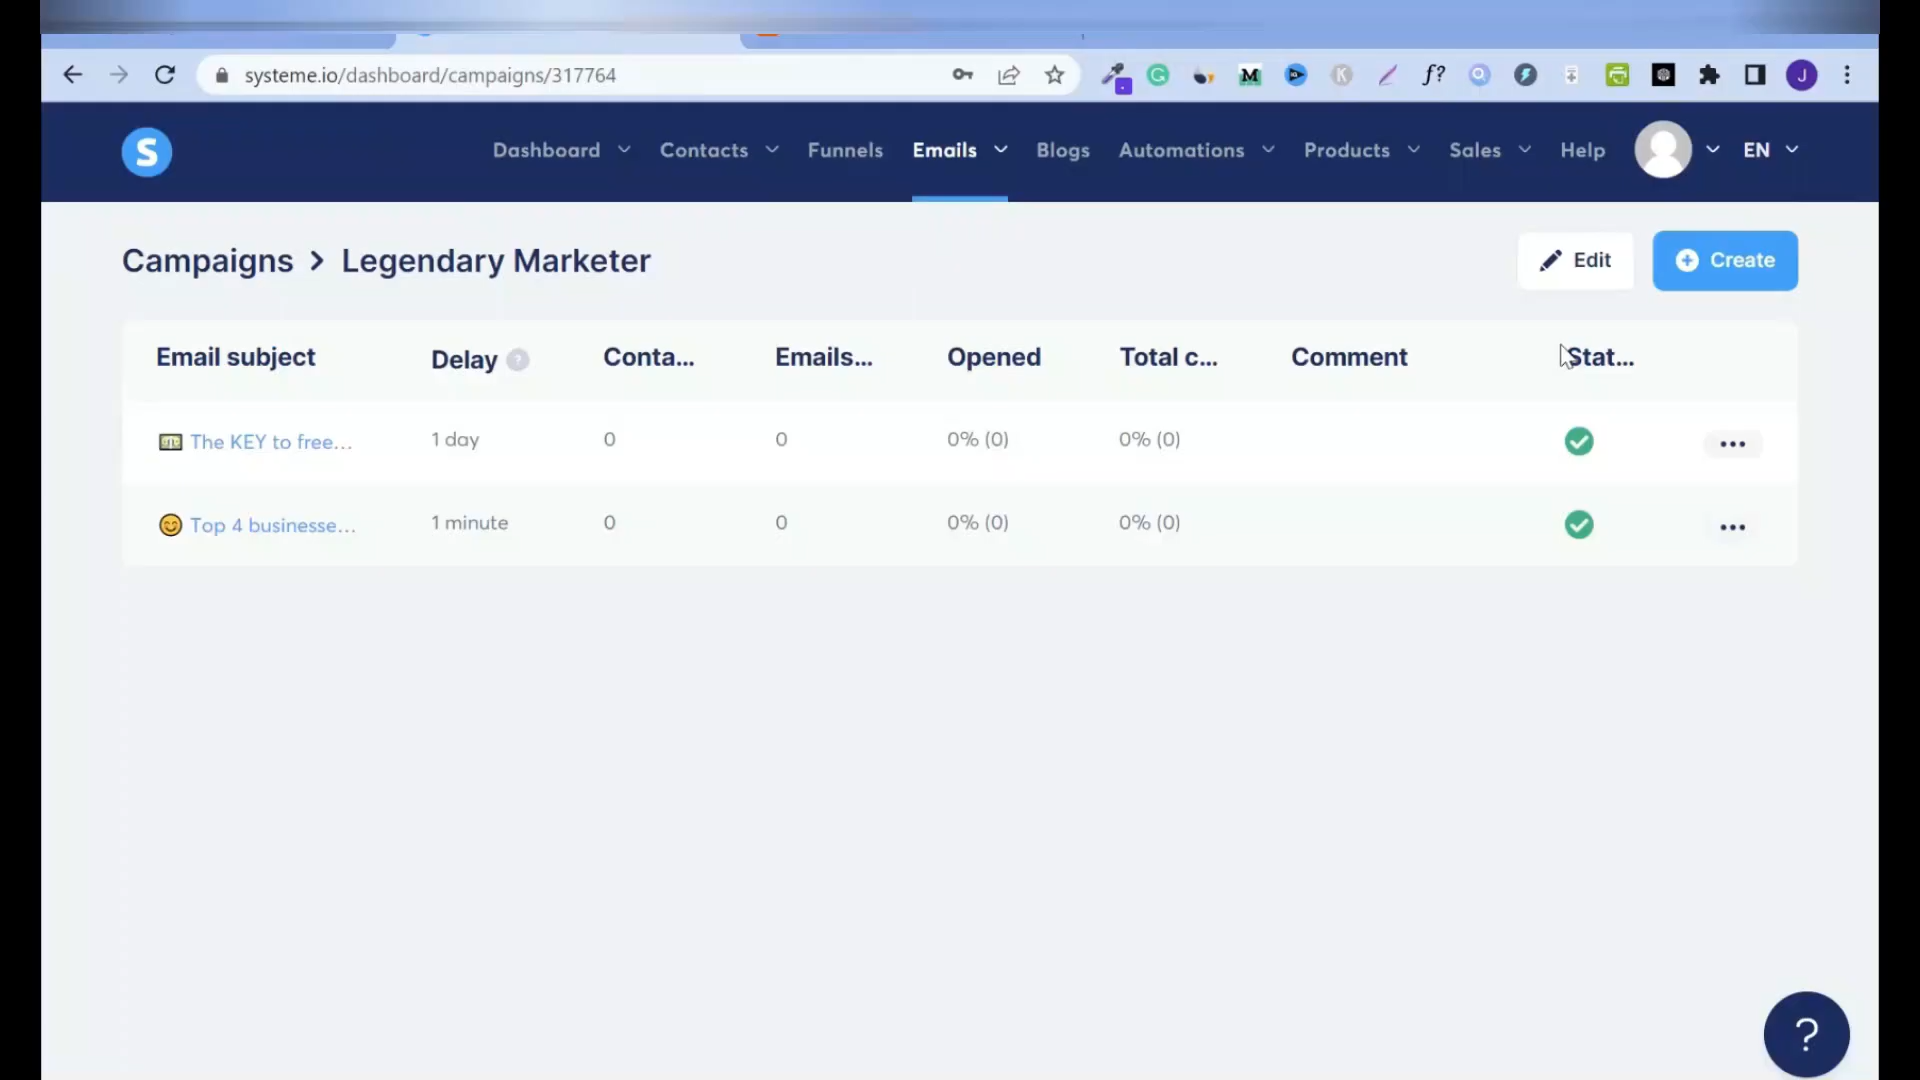 systeme.io/dashboard/campaigns/317764
M
K
f?
J
S
Dashboard Contacts Funnels Emails Blogs Automations Products Sales Help EN
Campaigns > Legendary Marketer
Edit
Create
Email subject Delay ? Conta... Emails... Opened Total c... Comment Stat...
The KEY to free... 1 day 0 0 0% (0) 0% (0)
Top 4 businesse... 1 minute 0 0 0% (0) 0% (0)
?